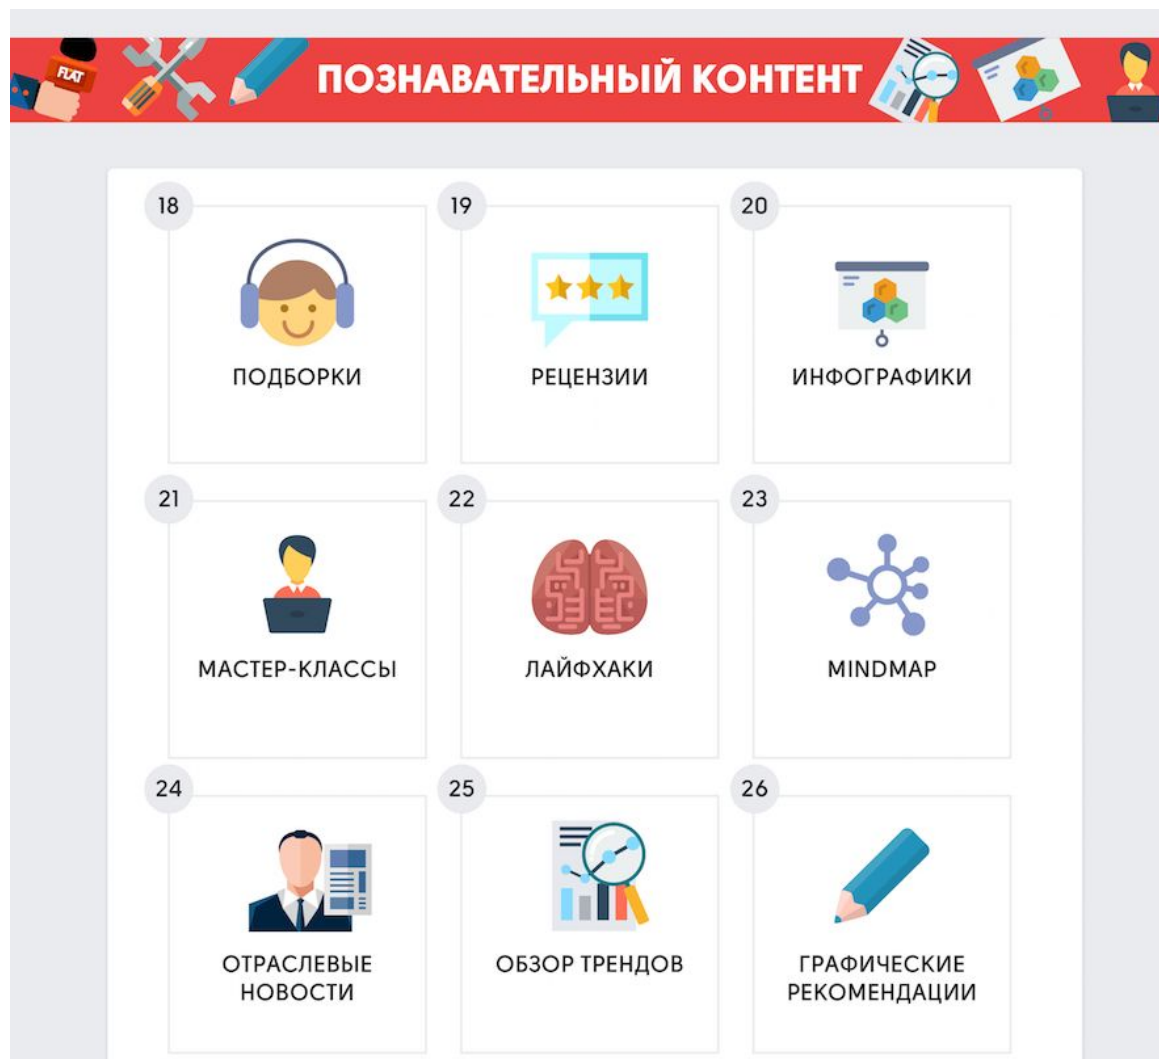 FLAT
ПОЗНАВАТЕЛЬНЫЙ КОНТЕНТ
18
19
20
ПОДБОРКИ
РЕЦЕНЗИИ
ИНФОГРАФИКИ
21
22
23
МАСТЕР-КЛАССЫ
ЛАЙФХАКИ
MINDMAP
24
25
26
ОТРАСЛЕВЫЕ
НОВОСТИ
ОБЗОР ТРЕНДОВ
ГРАФИЧЕСКИЕ
РЕКОМЕНДАЦИИ